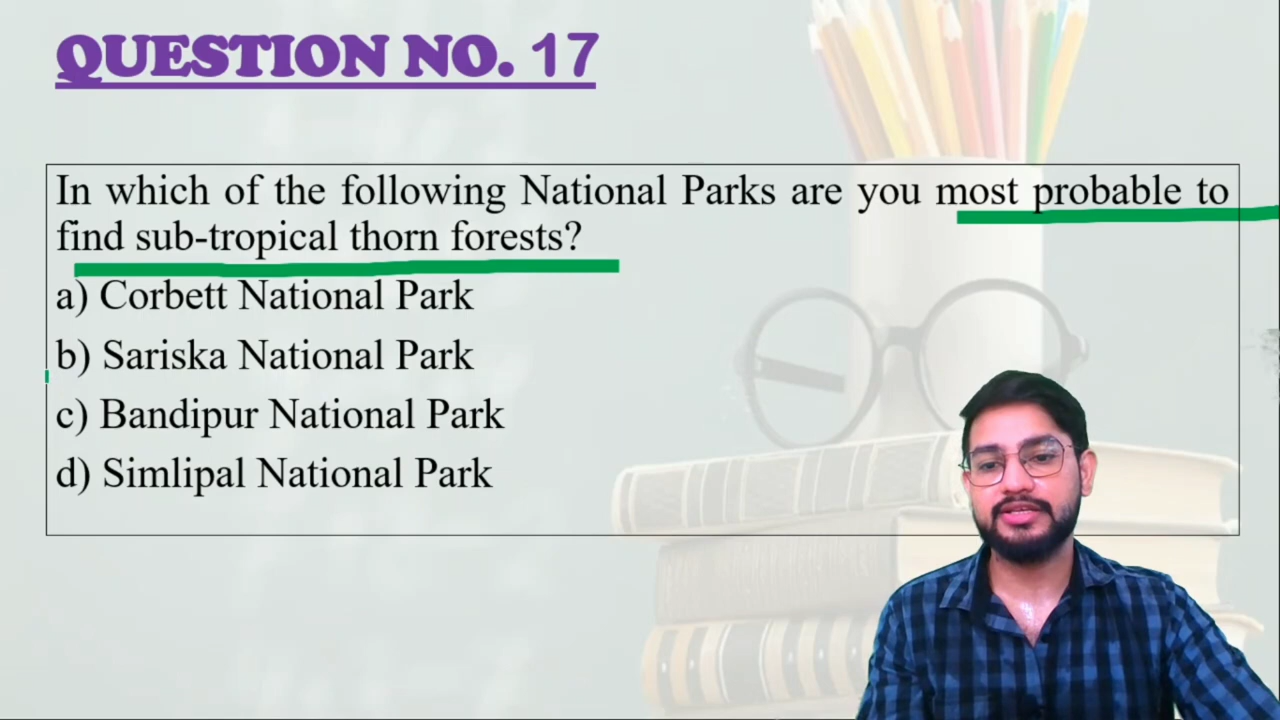 QUESTION NO. 17
In which of the following National Parks are you most probable to
find sub-tropical thorn forests?
a) Corbett National Park
b) Sariska National Park
c) Bandipur National Park
d) Simlipal National Park